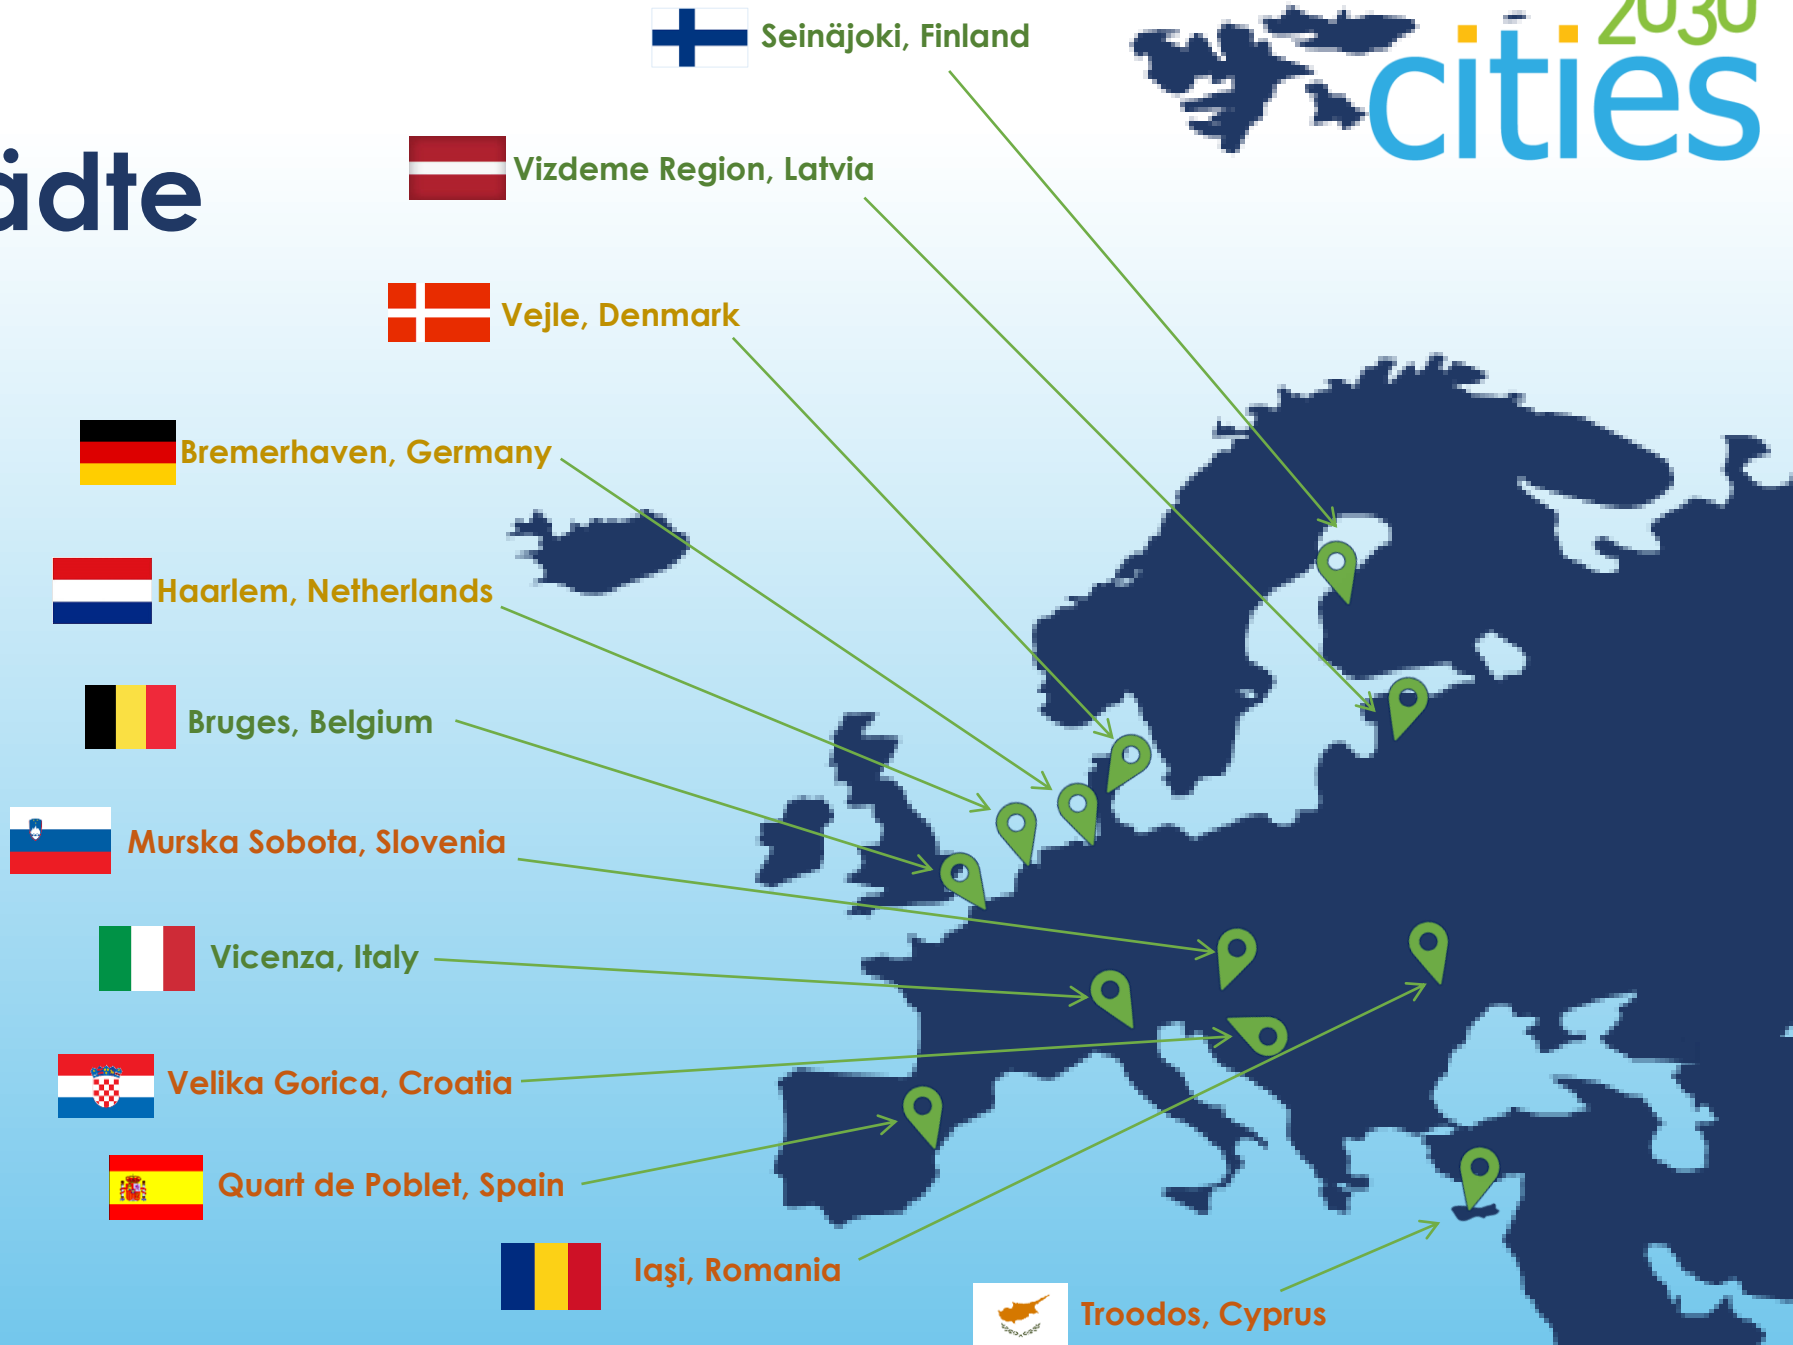 2030
cities
ädte
Seinäjoki, Finland
Vizdeme Region, Latvia
Vejle, Denmark
Bremerhaven, Germany
Haarlem, Netherlands
Bruges, Belgium
Murska Sobota, Slovenia
Vicenza, Italy
Velika Gorica, Croatia
Quart de Poblet, Spain
Iaşi, Romania
Troodos, Cyprus